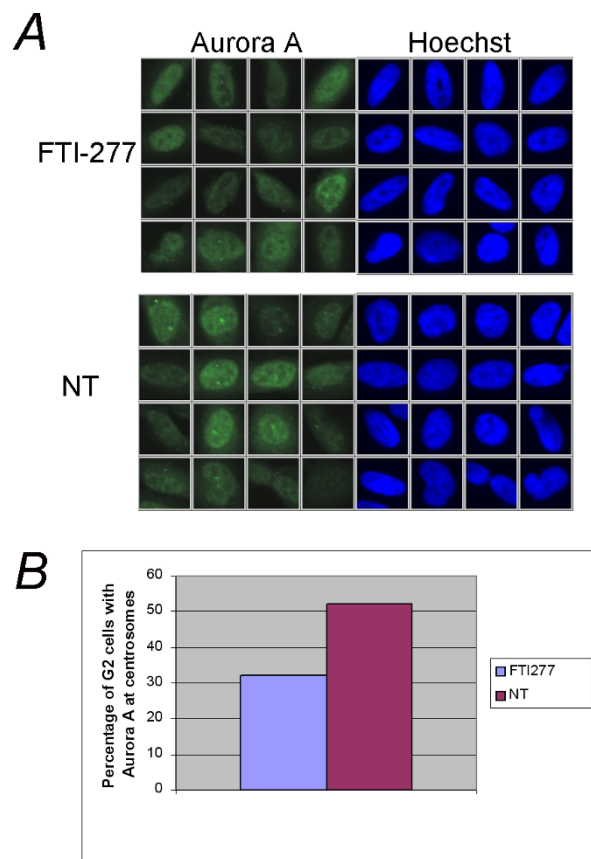 A
Aurora A
Hoechst
FTI-277
NT
B
Percentage of G2 cells with
Aurora A at centrosomes
60
50
40
30
20
10
0
FTI277
NT